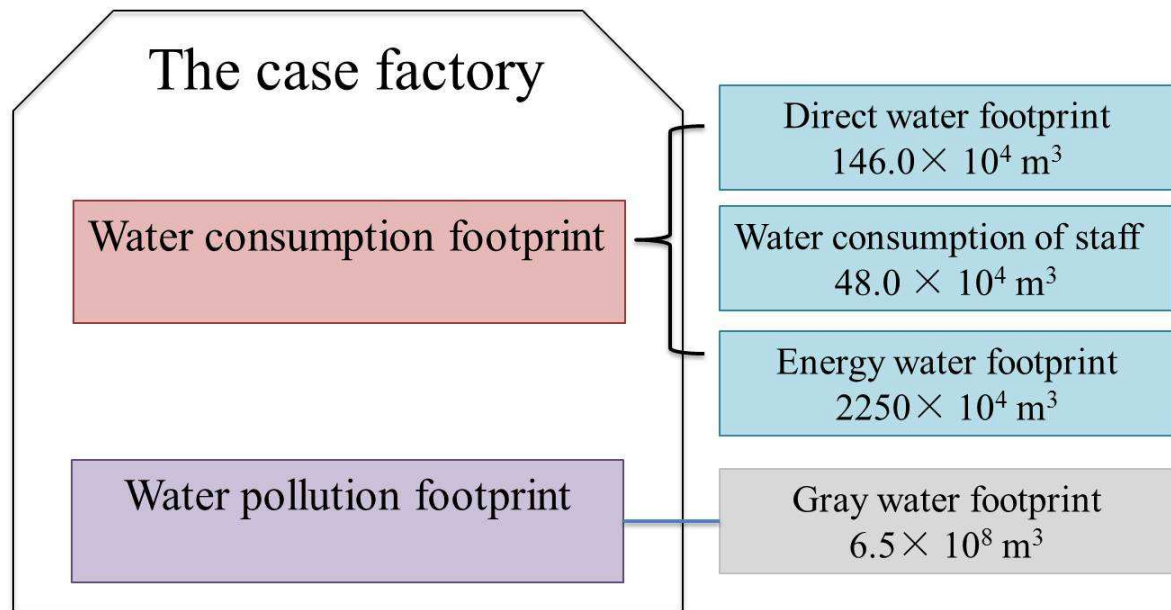 The case factory
Water consumption footprint
Direct water footprint
146.0× 10⁴ m³
Water consumption of staff
48.0 × 10⁴ m³
Energy water footprint
2250× 10⁴ m³
Water pollution footprint
Gray water footprint
6.5× 10⁸ m³